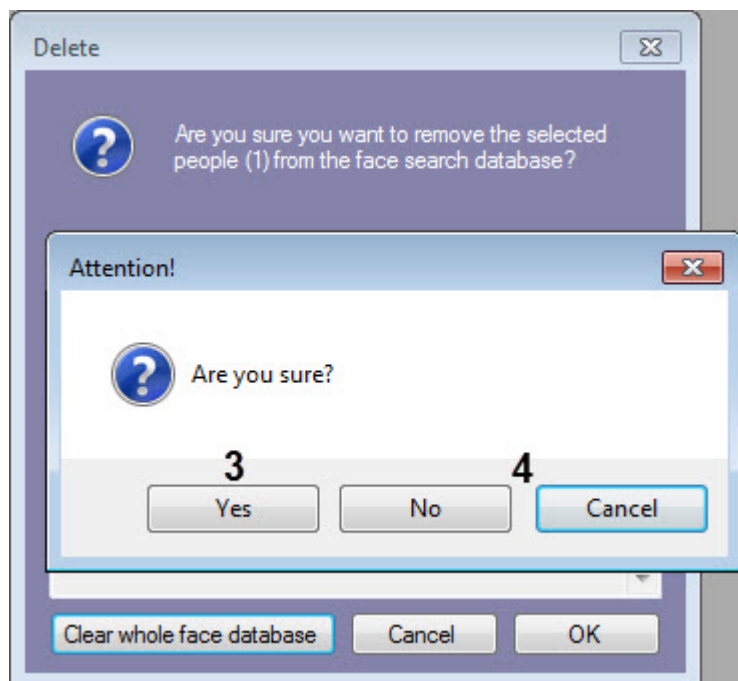 Delete
Are you sure you want to remove the selected
people (1) from the face search database?
Attention!
Are you sure?
3 4
Yes No Cancel
Clear whole face database Cancel OK